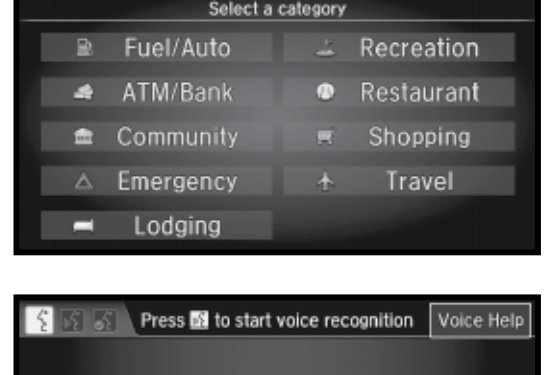 Select a category
Fuel/Auto
Recreation
ATM/Bank
Restaurant
Community
Shopping
Emergency
Travel
Lodging
Press to start voice recognition
Voice Help